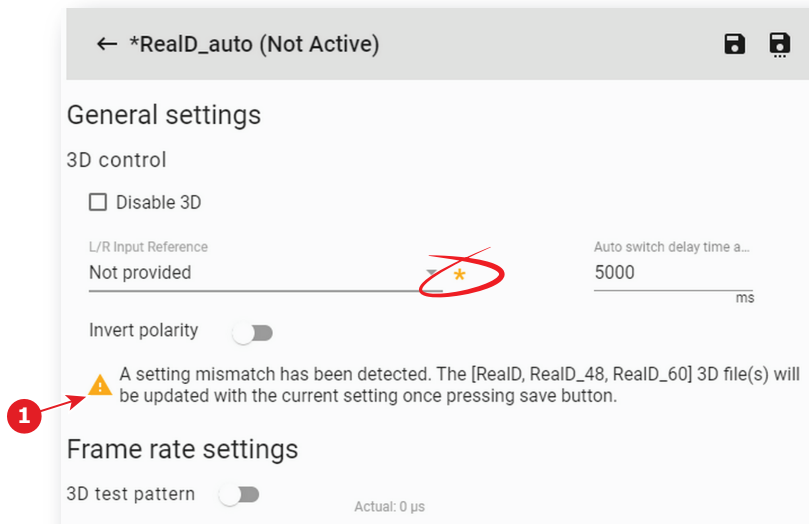 *RealD_auto (Not Active)
General settings
3D control
Disable 3D
L/R Input Reference
Not provided
*
Auto switch delay time a...
5000
ms
Invert polarity
A setting mismatch has been detected. The [RealD, RealD_48, RealD_60] 3D file(s) will
be updated with the current setting once pressing save button.
1
Frame rate settings
3D test pattern
Actual: 0 µs